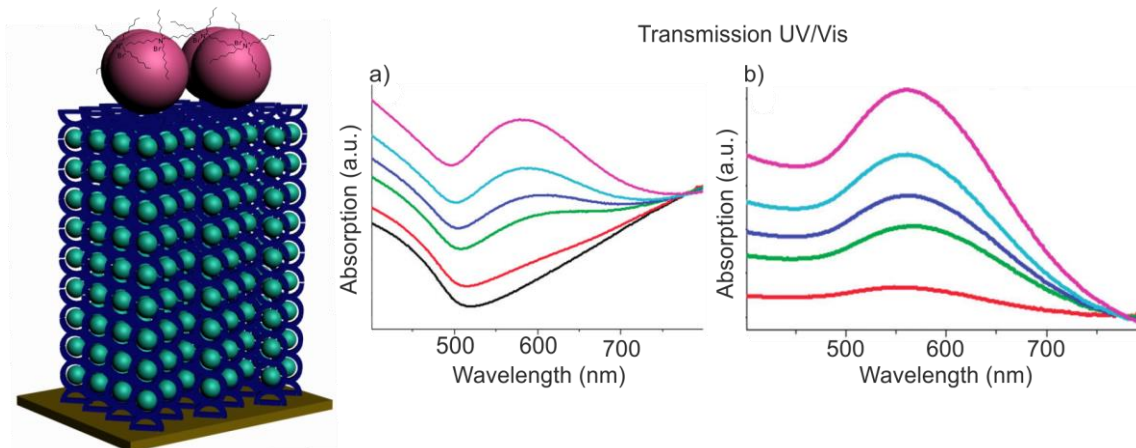 Transmission UV/Vis
a)
b)
Absorption (a.u.)
Absorption (a.u.)
500 600 700
500 600 700
Wavelength (nm)
Wavelength (nm)